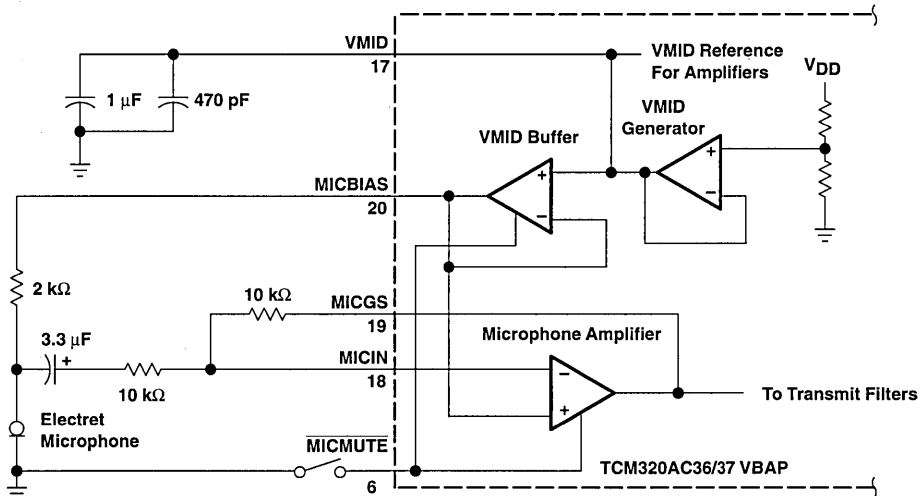 VMID
17
VMID Reference
For Amplifiers
VDD
1 µF
470 pF
VMID
Generator
VMID Buffer
+
−
+
−
MICBIAS
20
2 kΩ
10 kΩ
MICGS
19
Microphone Amplifier
3.3 µF
+
10 kΩ
MICIN
18
−
+
To Transmit Filters
Electret
Microphone
MICMUTE
6
TCM320AC36/37 VBAP